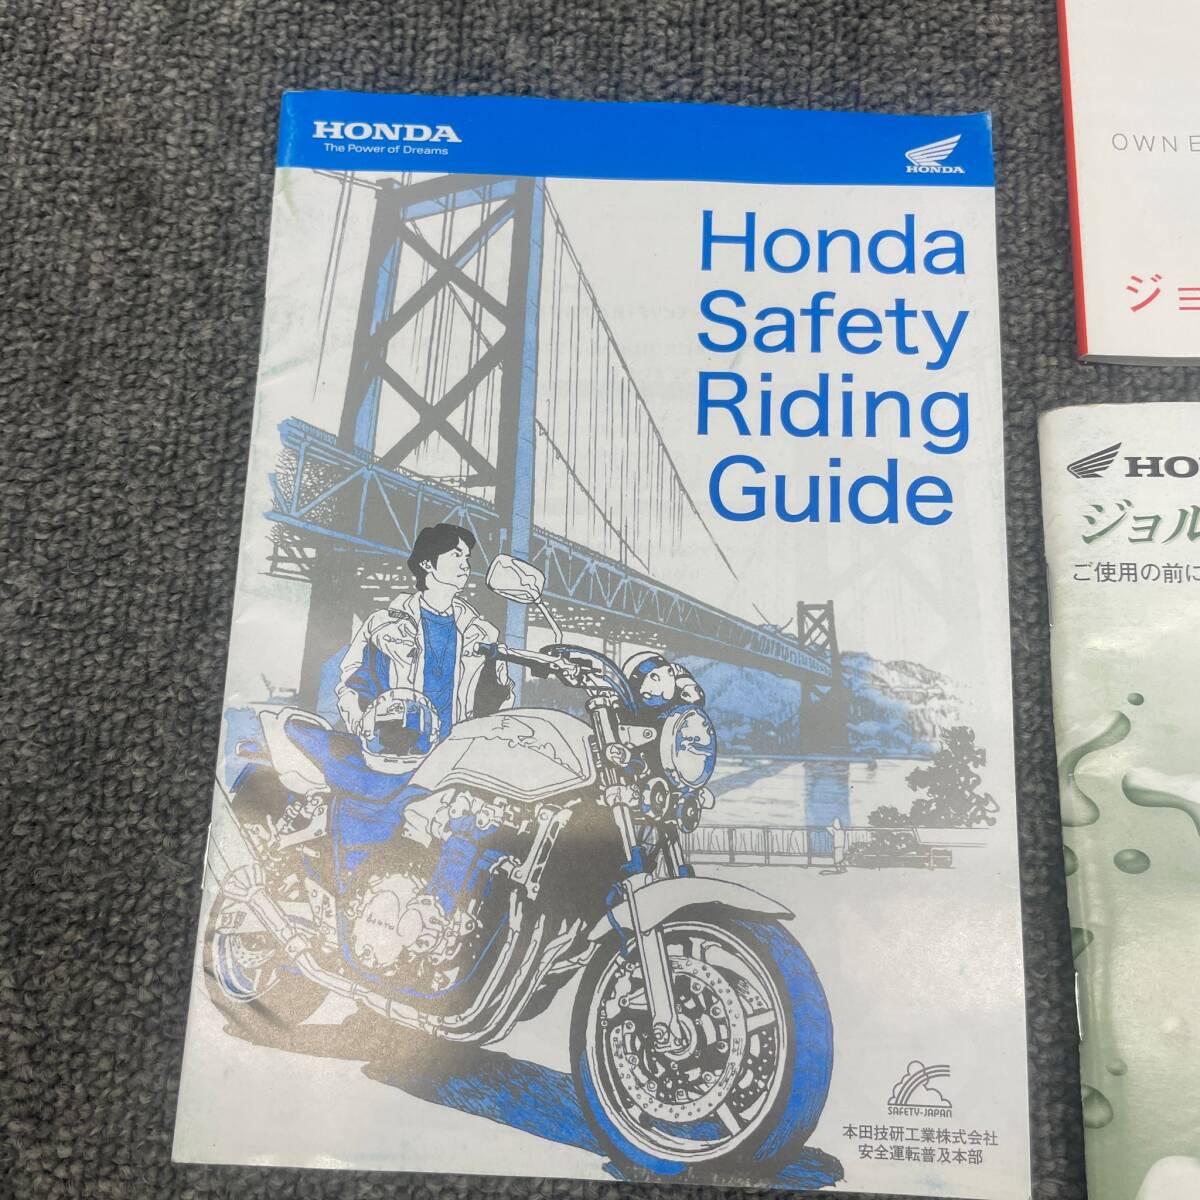 HONDA
The Power of Dreams
HONDA
Honda
Safety
Riding
Guide
SAFETY-JAPAN
本田技研工業株式会社
安全運転普及本部
OWNE
ジョ
HO
ジョル
ご使用の前に